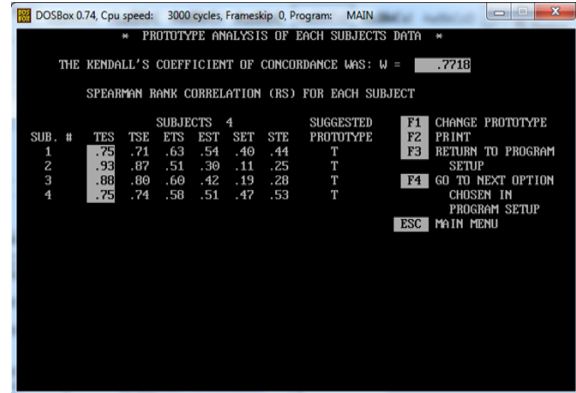 DOSBox 0.74, Cpu speed: 3000 cycles, Frameskip 0, Program: MAIN
* PROTOTYPE ANALYSIS OF EACH SUBJECTS DATA *
THE KENDALL'S COEFFICIENT OF CONCORDANCE WAS: W = .7718
SPEARMAN RANK CORRELATION (RS) FOR EACH SUBJECT
SUBJECTS 4 SUGGESTED F1 CHANGE PROTOTYPE
SUB. # TES TSE ETS EST SET STE PROTOTYPE F2 PRINT
1 .75 .71 .63 .54 .40 .44 T F3 RETURN TO PROGRAM
2 .93 .87 .51 .30 .11 .25 T SETUP
3 .88 .80 .60 .42 .19 .28 T F4 GO TO NEXT OPTION
4 .75 .74 .58 .51 .47 .53 T CHOSEN IN
PROGRAM SETUP
ESC MAIN MENU